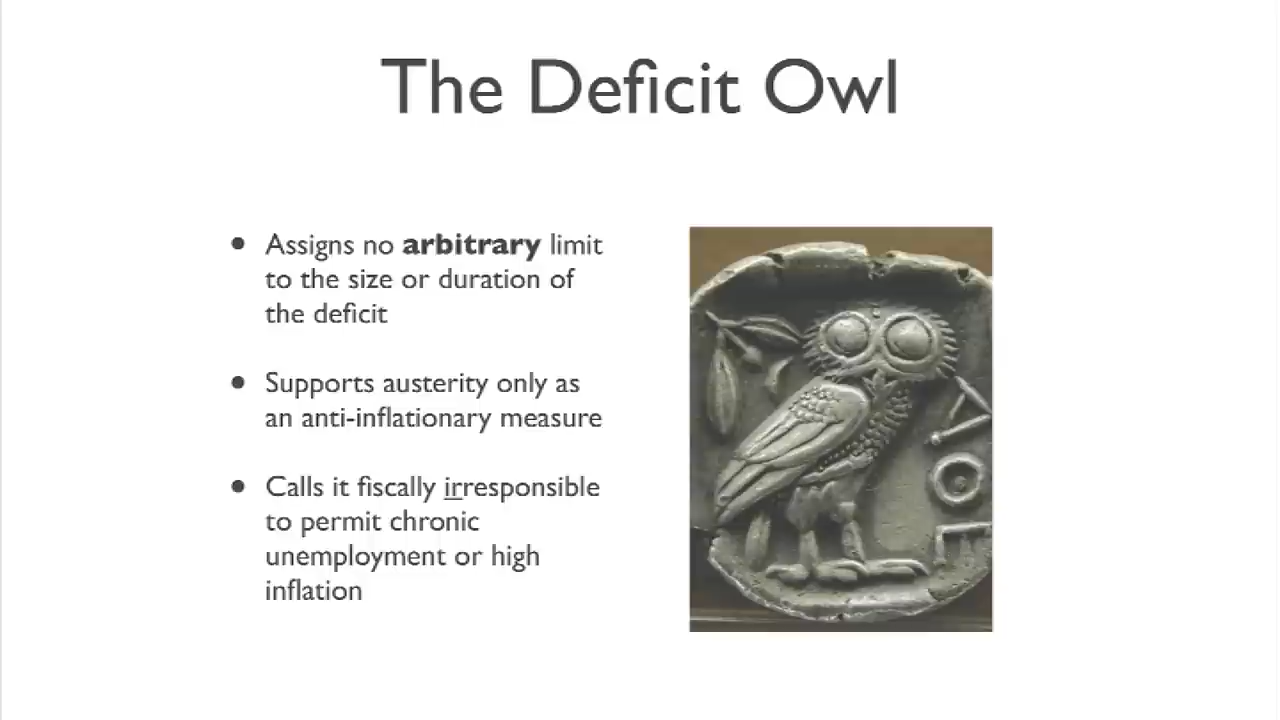 The Deficit Owl
• Assigns no arbitrary limit
to the size or duration of
the deficit
• Supports austerity only as
an anti-inflationary measure
• Calls it fiscally irresponsible
to permit chronic
unemployment or high
inflation
Α
Θ
Ε